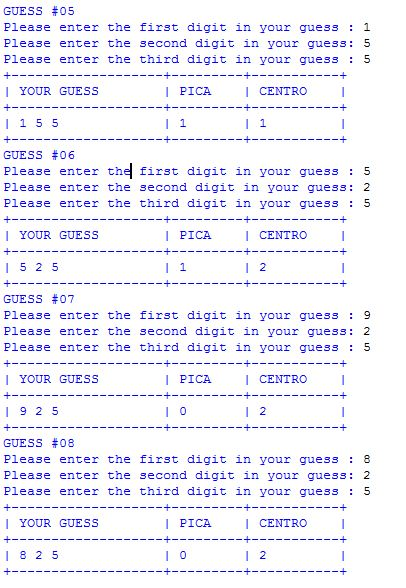 GUESS #05
Please enter the first digit in your guess : 1
Please enter the second digit in your guess: 5
Please enter the third digit in your guess : 5
+-------------------+---------+-----------+
| YOUR GUESS        | PICA    | CENTRO    |
+-------------------+---------+-----------+
| 1 5 5             | 1       | 1         |
+-------------------+---------+-----------+
GUESS #06
Please enter the first digit in your guess : 5
Please enter the second digit in your guess: 2
Please enter the third digit in your guess : 5
+-------------------+---------+-----------+
| YOUR GUESS        | PICA    | CENTRO    |
+-------------------+---------+-----------+
| 5 2 5             | 1       | 2         |
+-------------------+---------+-----------+
GUESS #07
Please enter the first digit in your guess : 9
Please enter the second digit in your guess: 2
Please enter the third digit in your guess : 5
+-------------------+---------+-----------+
| YOUR GUESS        | PICA    | CENTRO    |
+-------------------+---------+-----------+
| 9 2 5             | 0       | 2         |
+-------------------+---------+-----------+
GUESS #08
Please enter the first digit in your guess : 8
Please enter the second digit in your guess: 2
Please enter the third digit in your guess : 5
+-------------------+---------+-----------+
| YOUR GUESS        | PICA    | CENTRO    |
+-------------------+---------+-----------+
| 8 2 5             | 0       | 2         |
+-------------------+---------+-----------+